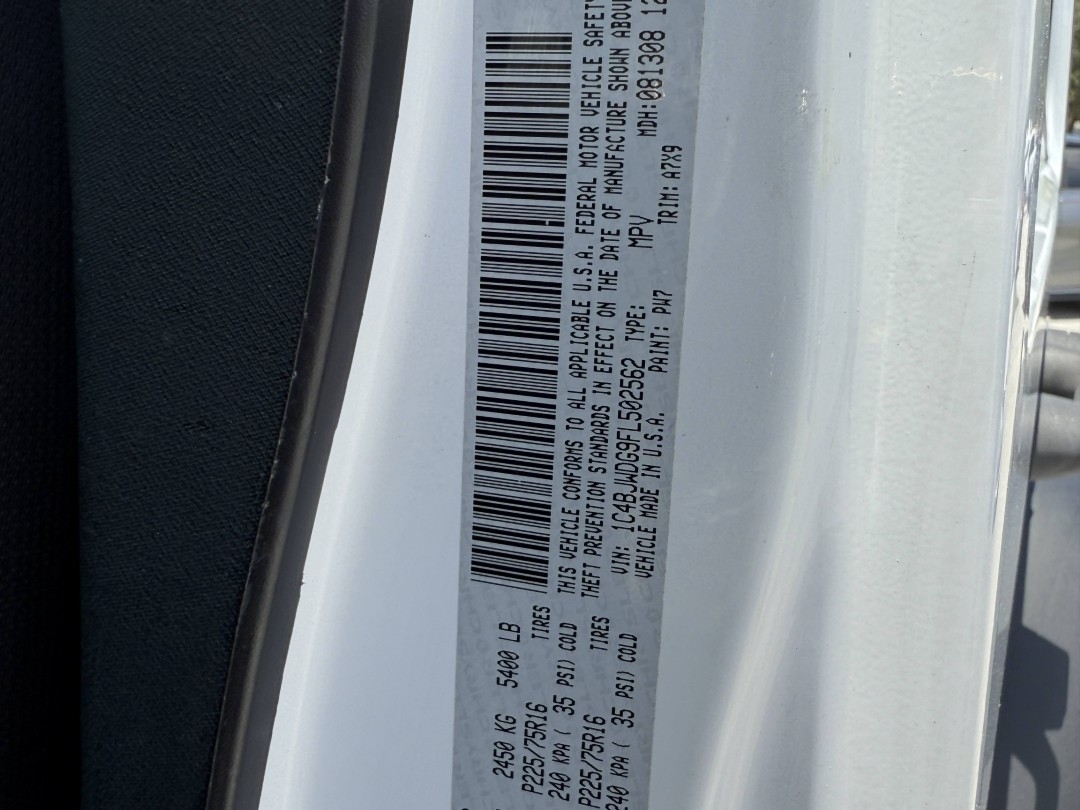 2450 KG 5400 LB
P225/75R16 TIRES
240 KPA ( 35 PSI) COLD
P225/75R16 TIRES
240 KPA ( 35 PSI) COLD
THIS VEHICLE CONFORMS TO ALL APPLICABLE U.S.A. FEDERAL MOTOR VEHICLE SAFETY
THEFT PREVENTION STANDARDS IN EFFECT ON THE DATE OF MANUFACTURE SHOWN ABOVE
VIN: 1C4BJWDG9FL502562 TYPE: MPV MDH:081308 12
VEHICLE MADE IN U.S.A. PAINT: PW7 TRIM: A7X9